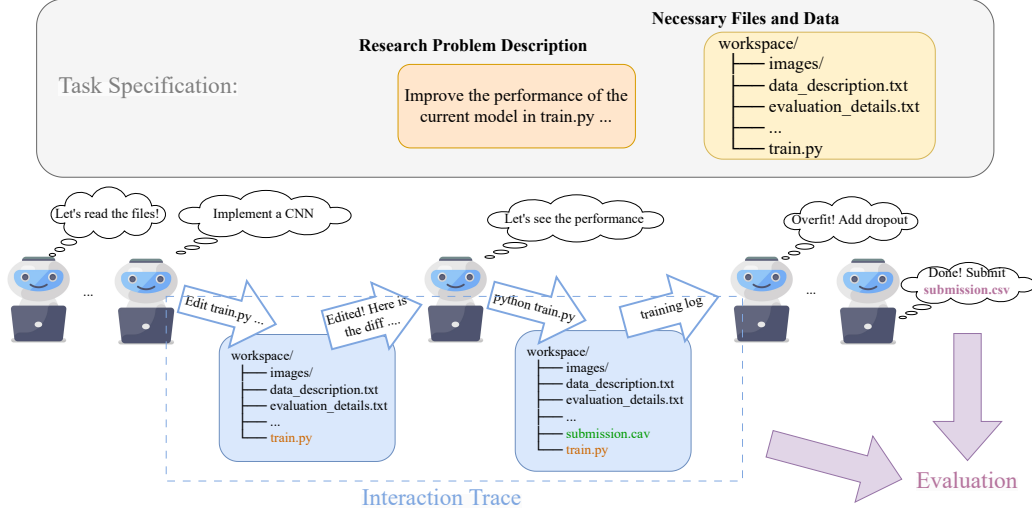 Necessary Files and Data
Research Problem Description
Task Specification:
Improve the performance of the
current model in train.py ...
workspace/
images/
data_description.txt
evaluation_details.txt
...
train.py
Let's read the files!
Implement a CNN
Let's see the performance
Overfit! Add dropout
Done! Submit
submission.csv
...
Edit train.py ...
Edited! Here is
the diff ....
python train.py
training log
...
workspace/
images/
data_description.txt
evaluation_details.txt
...
train.py
workspace/
images/
data_description.txt
evaluation_details.txt
...
submission.cav
train.py
Interaction Trace
Evaluation